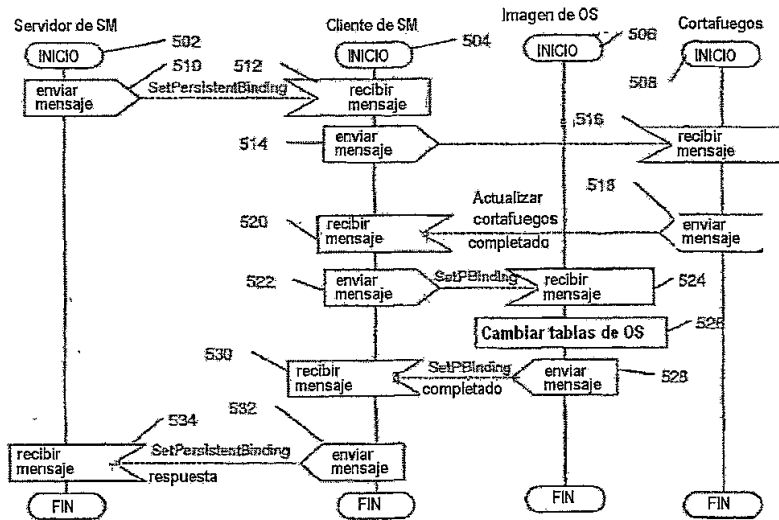 Servidor de SM
Cliente de SM
Imagen de OS
Cortafuegos
INICIO
502
INICIO
504
INICIO
506
INICIO
508
510
enviar
mensaje
SetPersistentBinding
512
recibir
mensaje
514
enviar
mensaje
516
recibir
mensaje
518
enviar
mensaje
Actualizar
cortafuegos
completado
520
recibir
mensaje
522
enviar
mensaje
SetPBinding
recibir
mensaje
524
Cambiar tablas de OS
526
530
recibir
mensaje
SetPBinding
completado
enviar
mensaje
528
534
recibir
mensaje
SetPersistentBinding
respuesta
532
enviar
mensaje
FIN
FIN
FIN
FIN